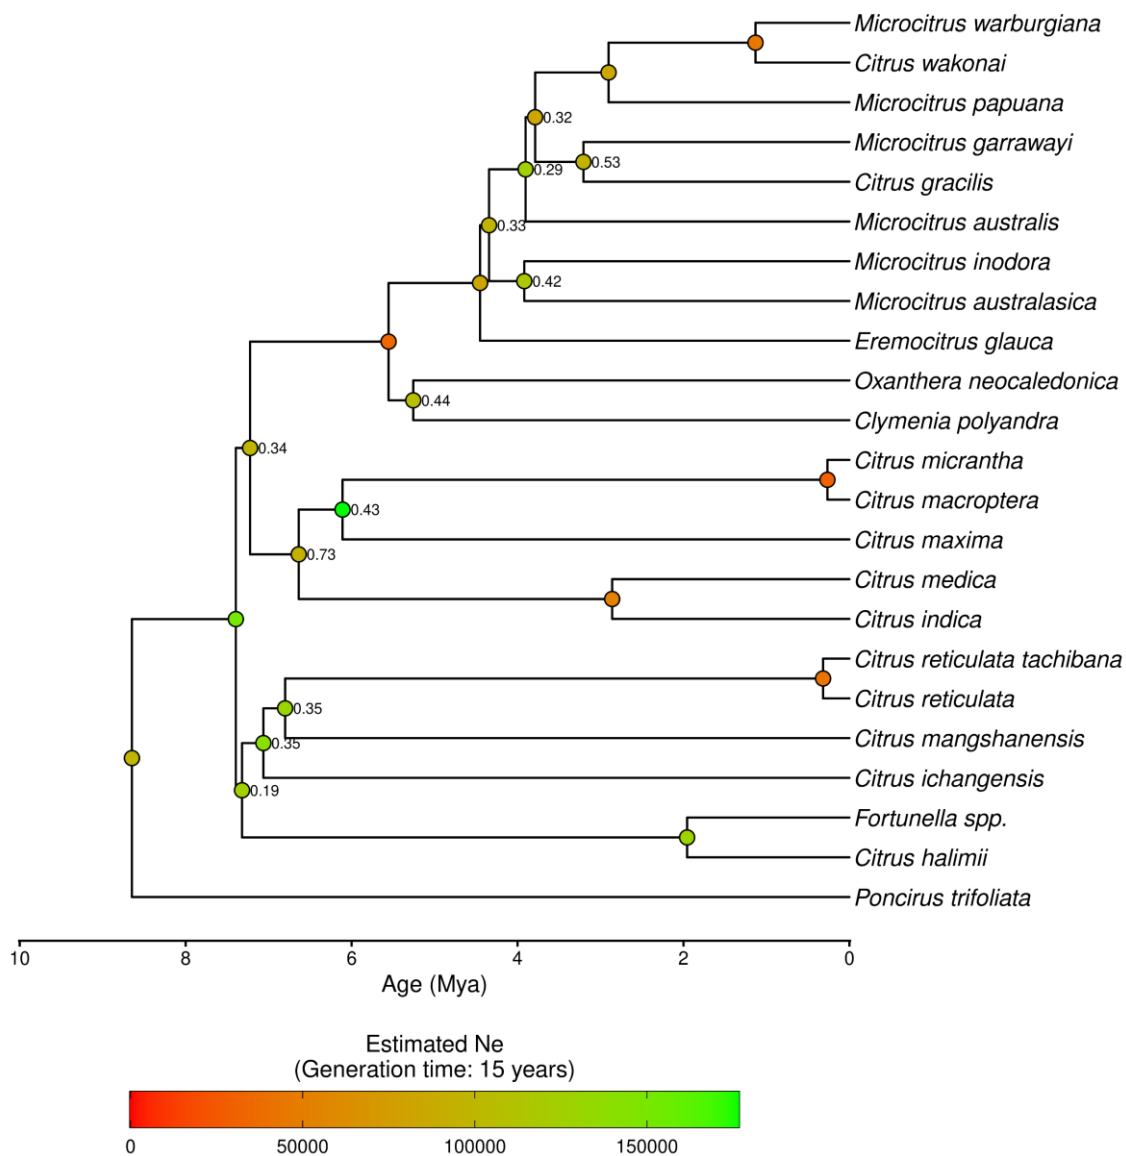 Microcitrus warburgiana
Citrus wakonai
Microcitrus papuana
0.32
Microcitrus garrawayi
0.53
0.29
Citrus gracilis
Microcitrus australis
0.33
Microcitrus inodora
0.42
Microcitrus australasica
Eremocitrus glauca
Oxanthera neocaledonica
0.44
Clymenia polyandra
0.34
Citrus micrantha
Citrus macroptera
0.43
Citrus maxima
0.73
Citrus medica
Citrus indica
Citrus reticulata tachibana
Citrus reticulata
0.35
Citrus mangshanensis
0.35
Citrus ichangensis
0.19
Fortunella spp.
Citrus halimii
Poncirus trifoliata
10 8 6 4 2 0
Age (Mya)
Estimated Ne
(Generation time: 15 years)
0 50000 100000 150000